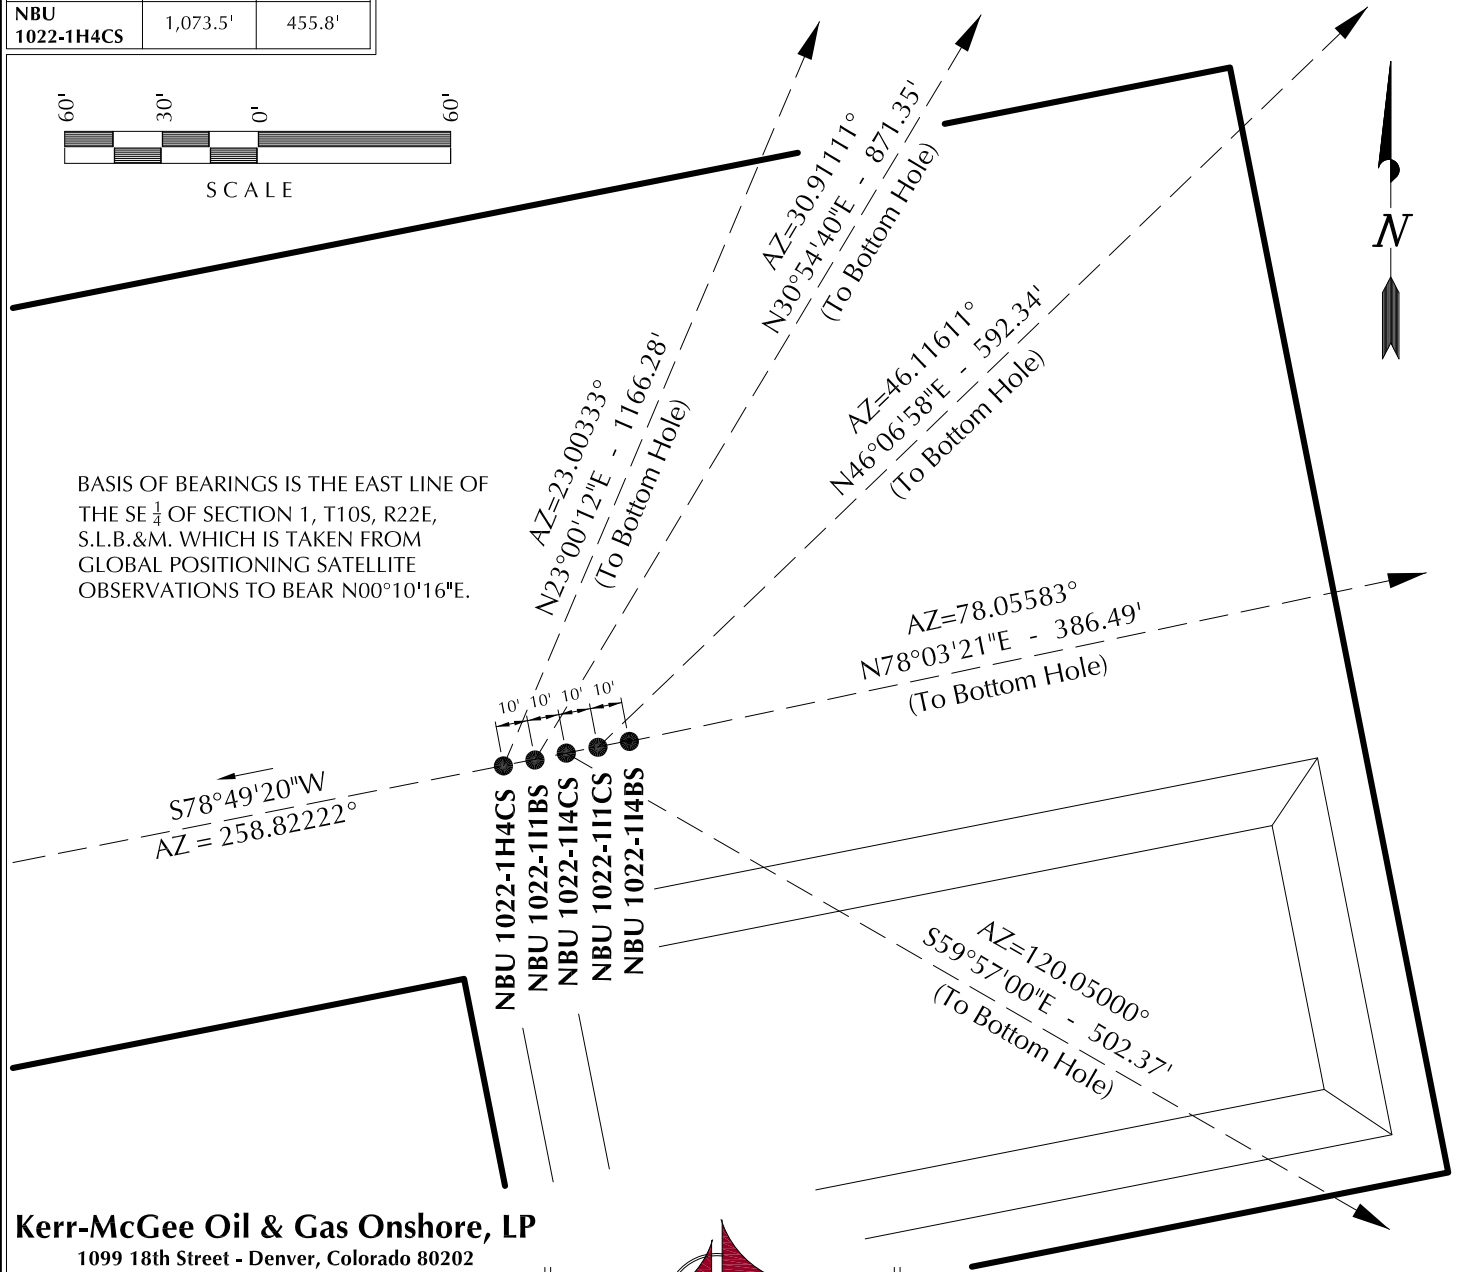 NBU
1022-1H4CS
1,073.5'
455.8'
60'
30'
0'
60'
SCALE
N
AZ=30.91111°
N30°54'40"E - 871.35'
(To Bottom Hole)
AZ=23.00333°
N23°00'12"E - 1166.28'
(To Bottom Hole)
AZ=46.11611°
N46°06'58"E - 592.34'
(To Bottom Hole)
BASIS OF BEARINGS IS THE EAST LINE OF
THE SE 1/4 OF SECTION 1, T10S, R22E,
S.L.B.&M. WHICH IS TAKEN FROM
GLOBAL POSITIONING SATELLITE
OBSERVATIONS TO BEAR N00°10'16"E.
AZ=78.05583°
N78°03'21"E - 386.49'
(To Bottom Hole)
10'
10'
10'
10'
S78°49'20"W
AZ = 258.82222°
NBU 1022-1H4CS
NBU 1022-1I1BS
NBU 1022-1I4CS
NBU 1022-1I1CS
NBU 1022-1I4BS
AZ=120.05000°
S59°57'00"E - 502.37'
(To Bottom Hole)
Kerr-McGee Oil & Gas Onshore, LP
1099 18th Street - Denver, Colorado 80202